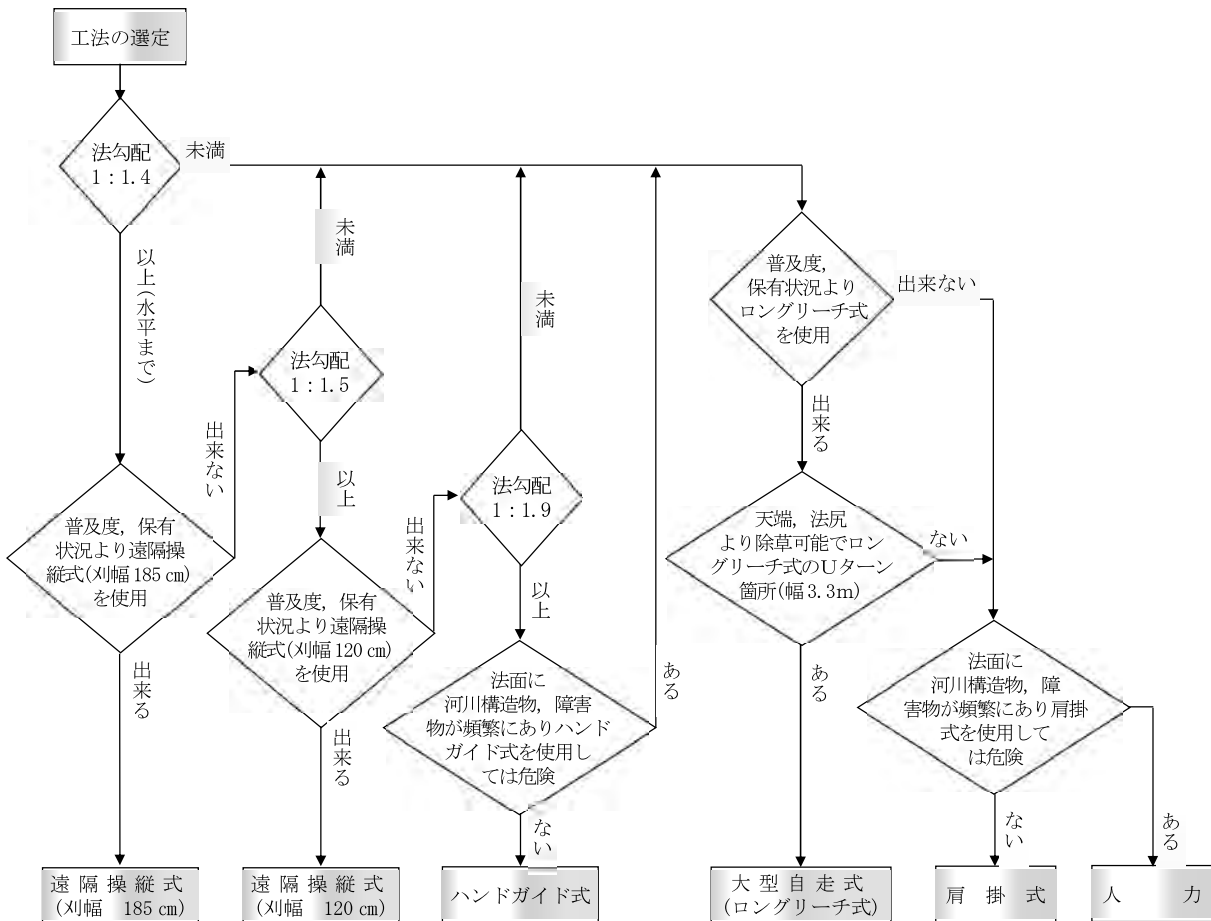 工法の選定
法勾配
1：1.4
未満
以上(水平まで)
普及度，保有
状況より遠隔操
縦式(刈幅 185 ㎝)
を使用
出来ない
出来る
法勾配
1：1.5
未満
以上
普及度，保有
状況より遠隔操
縦式(刈幅 120 ㎝)
を使用
出来ない
出来る
法勾配
1：1.9
未満
以上
法面に
河川構造物，障害
物が頻繁にありハンド
ガイド式を使用し
ては危険
ある
ない
普及度，
保有状況より
ロングリーチ式
を使用
出来ない
出来る
天端，法尻
より除草可能でロン
グリーチ式のＵターン
箇所(幅 3.3ｍ)
ない
ある
法面に
河川構造物，障
害物が頻繁にあり肩掛
式を使用して
は危険
ない
ある
遠隔操縦式
(刈幅 185 ㎝)
遠隔操縦式
(刈幅 120 ㎝)
ハンドガイド式
大型自走式
(ロングリーチ式)
肩掛式
人力